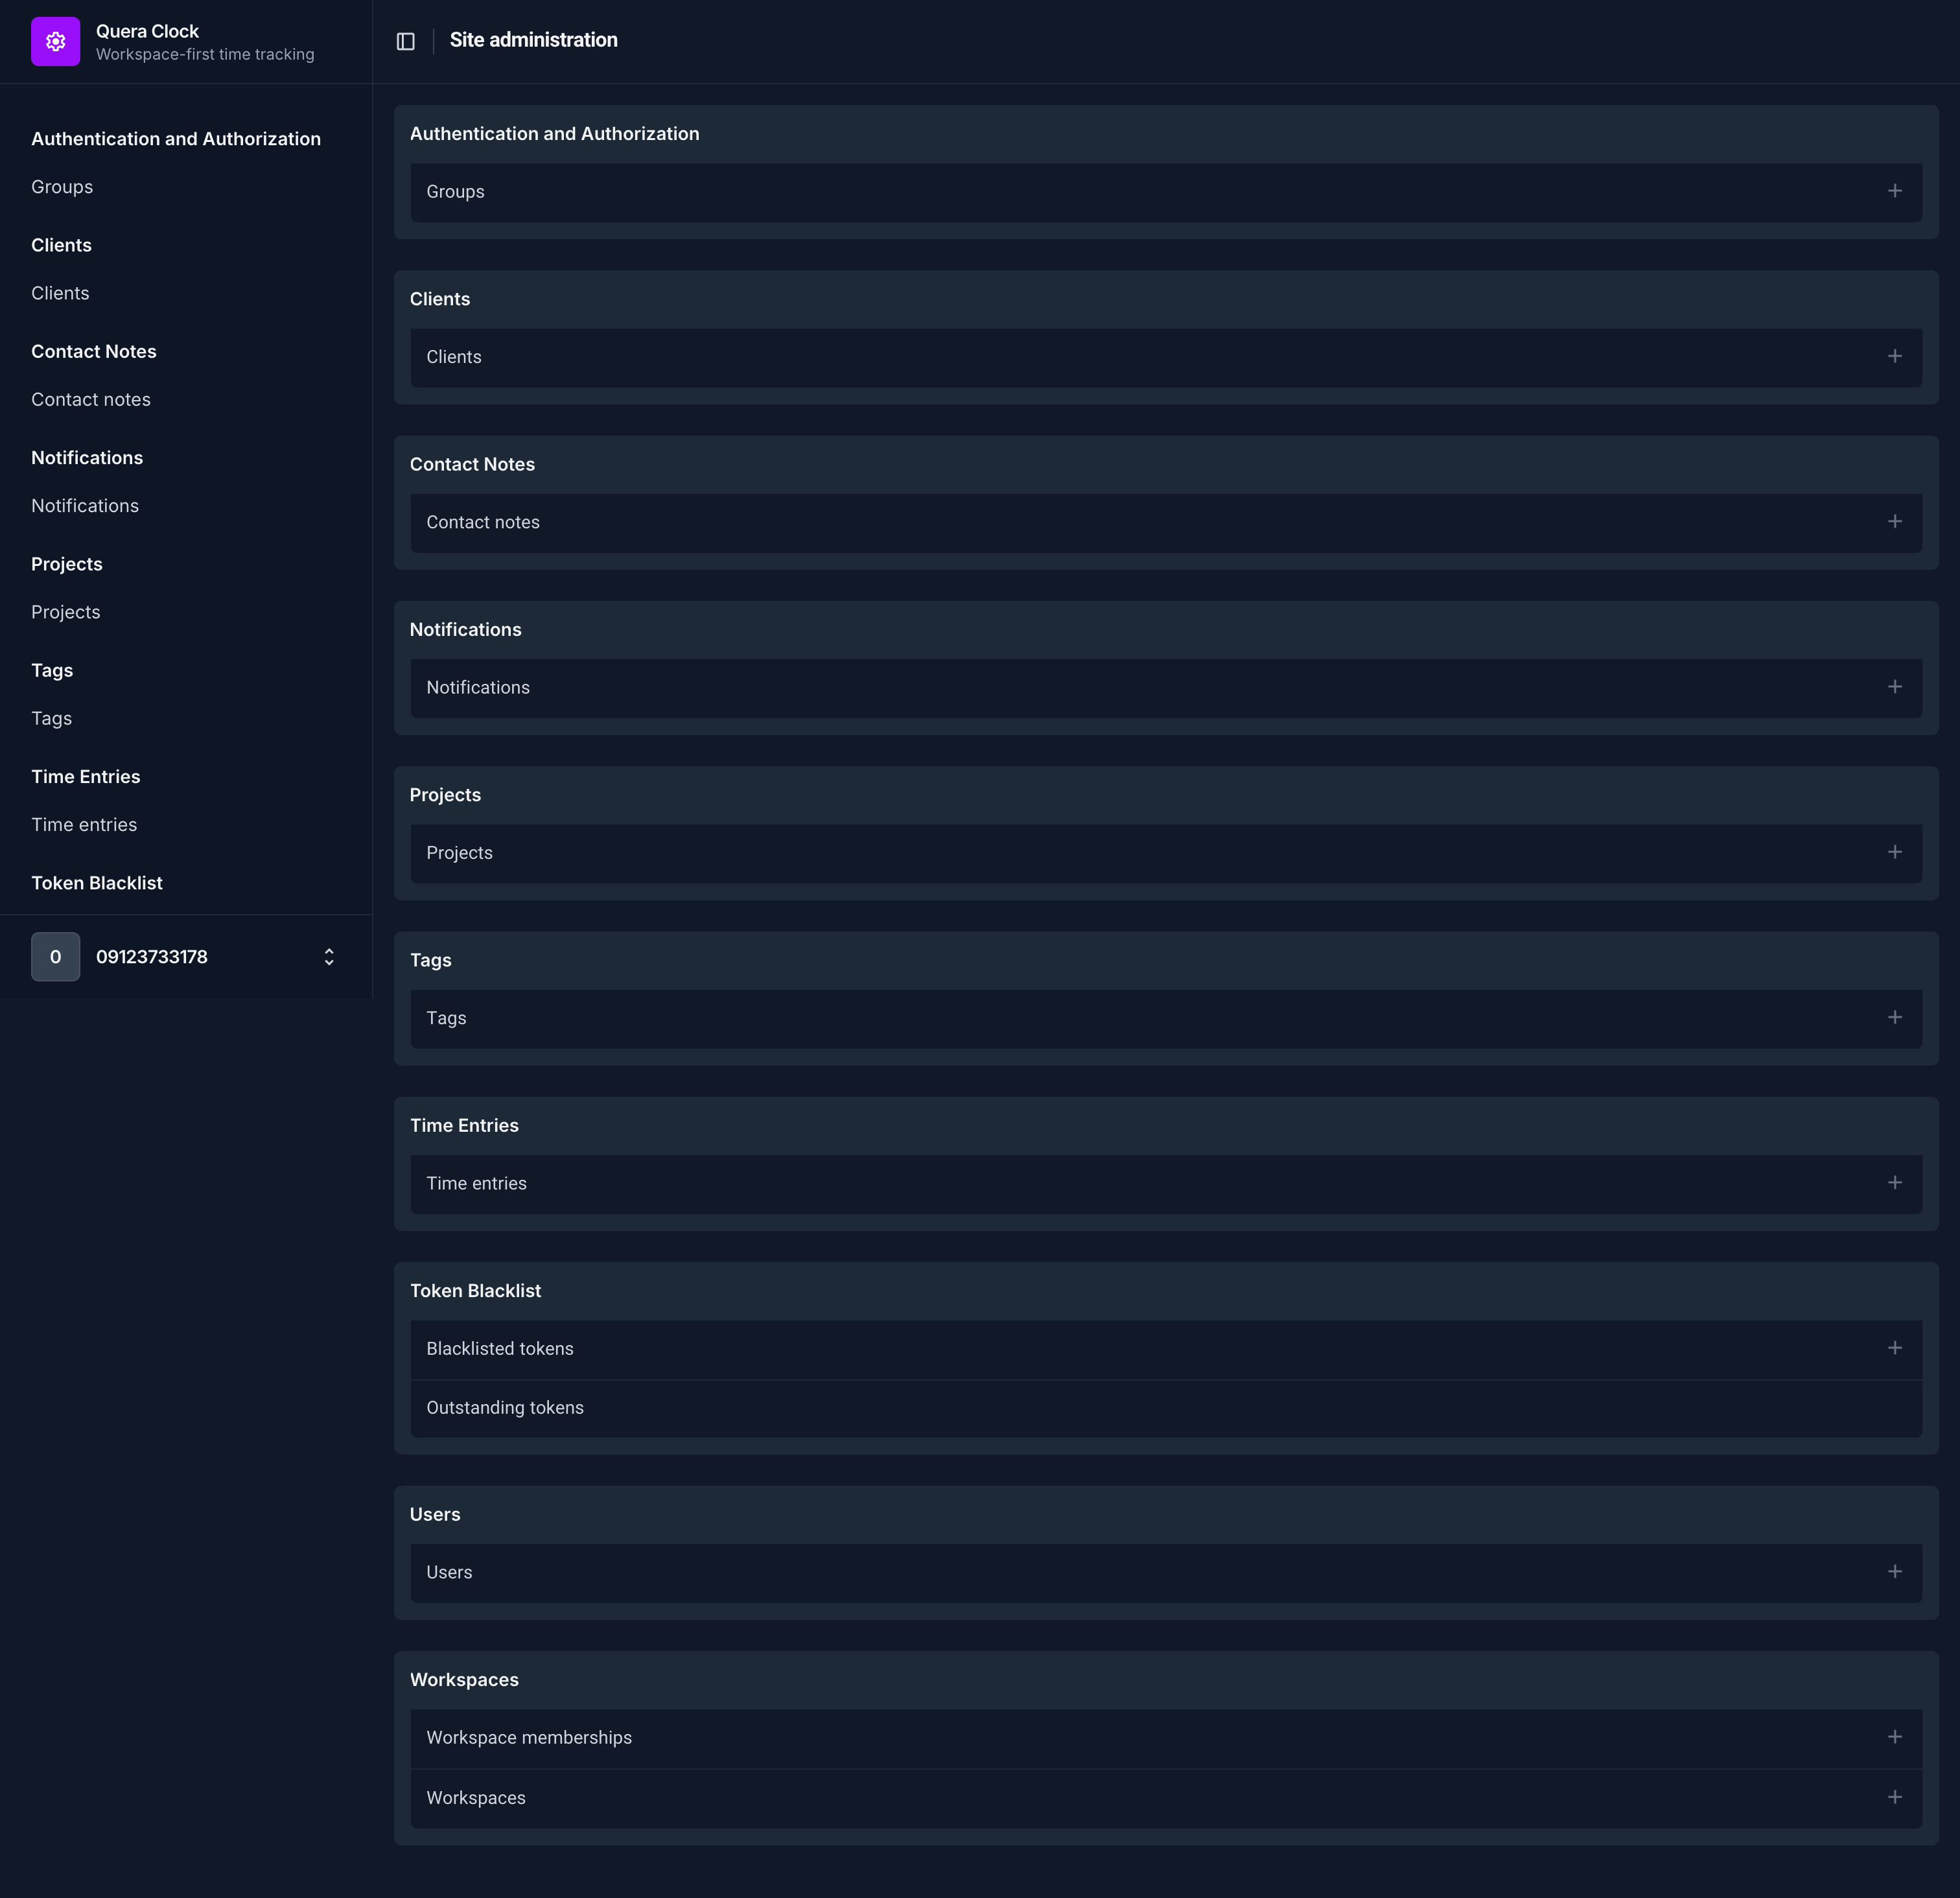 Quera Clock
Workspace-first time tracking
Authentication and Authorization
Groups
Clients
Clients
Contact Notes
Contact notes
Notifications
Notifications
Projects
Projects
Tags
Tags
Time Entries
Time entries
Token Blacklist
0 09123733178
Site administration
Authentication and Authorization
Groups
Clients
Clients
Contact Notes
Contact notes
Notifications
Notifications
Projects
Projects
Tags
Tags
Time Entries
Time entries
Token Blacklist
Blacklisted tokens
Outstanding tokens
Users
Users
Workspaces
Workspace memberships
Workspaces